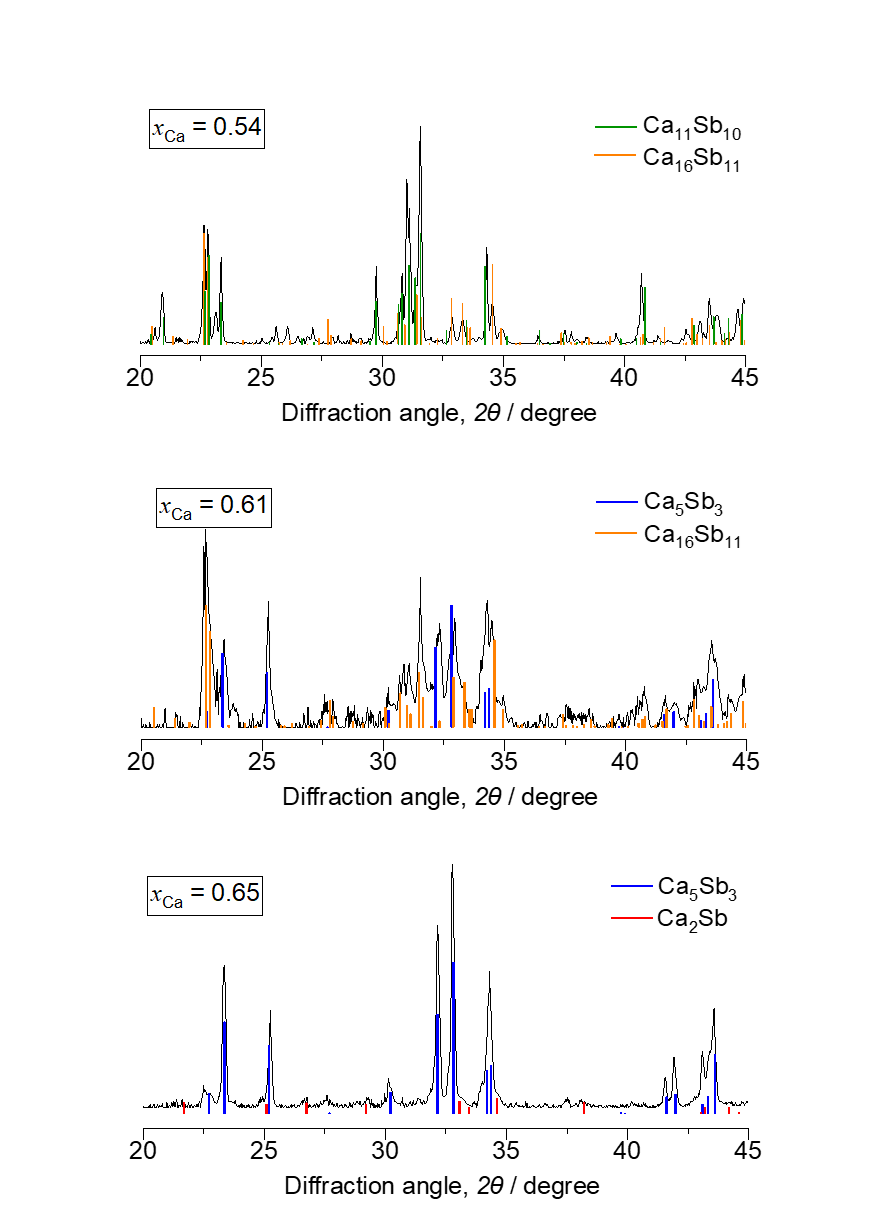 xCa = 0.54
Ca11Sb10
Ca16Sb11
20 25 30 35 40 45
Diffraction angle, 2θ / degree
xCa = 0.61
Ca5Sb3
Ca16Sb11
20 25 30 35 40 45
Diffraction angle, 2θ / degree
xCa = 0.65
Ca5Sb3
Ca2Sb
20 25 30 35 40 45
Diffraction angle, 2θ / degree